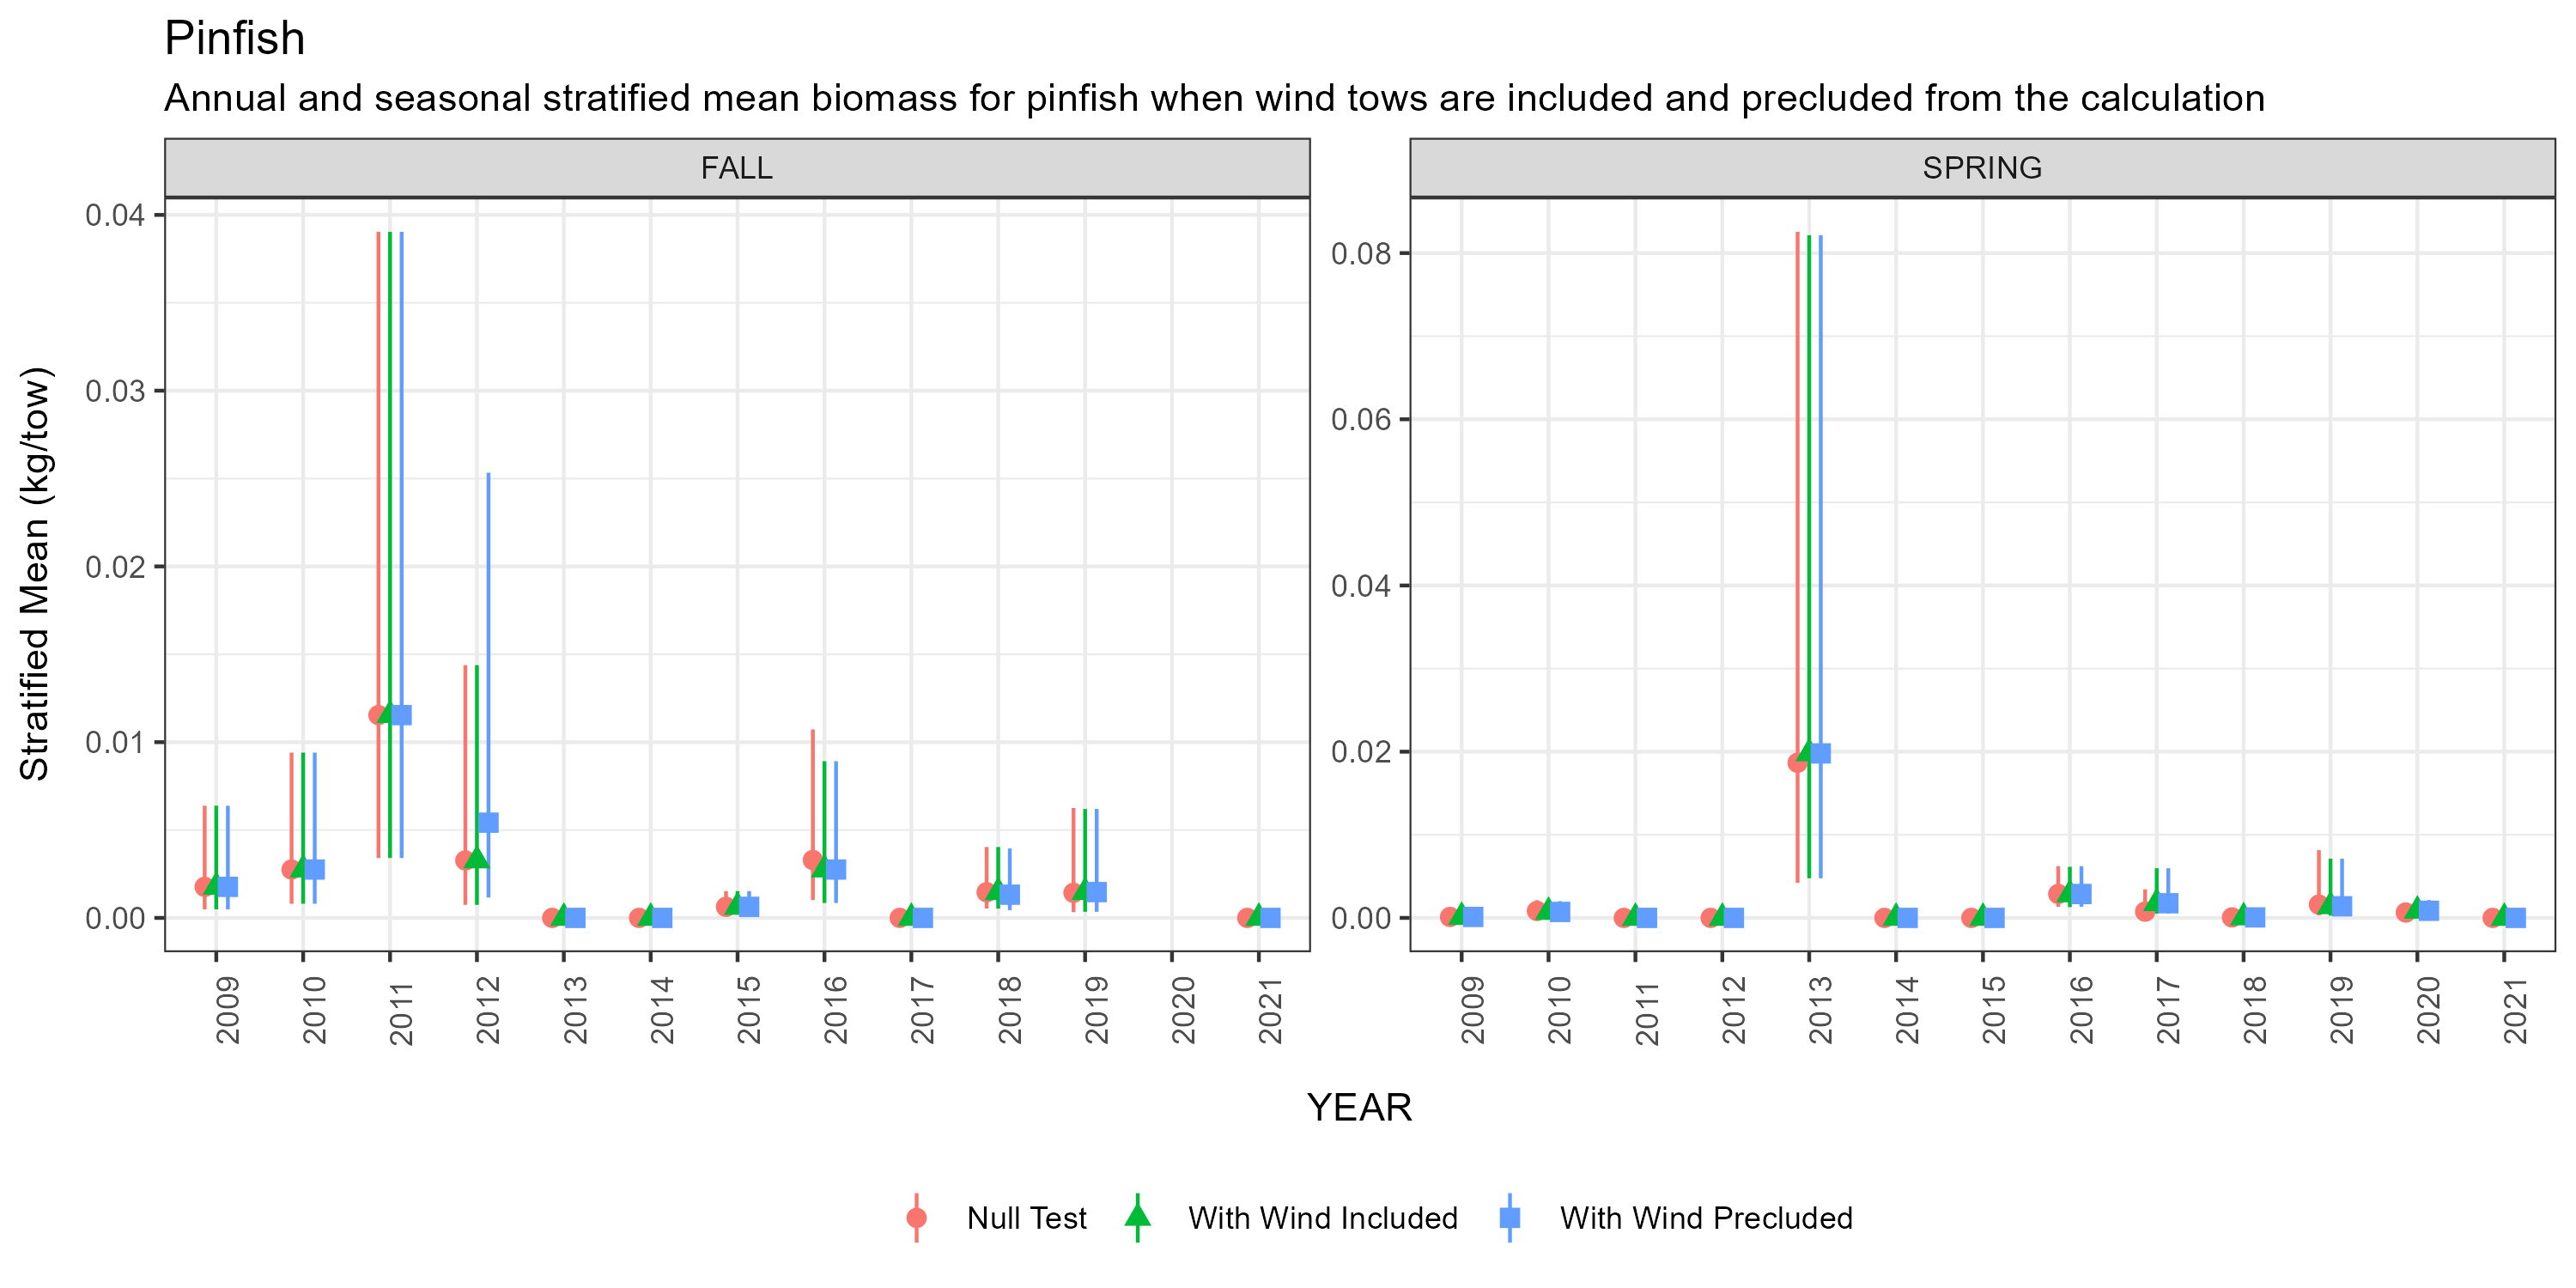 Pinfish
Annual and seasonal stratified mean biomass for pinfish when wind tows are included and precluded from the calculation
FALL
SPRING
Stratified Mean (kg/tow)
0.04
0.03
0.02
0.01
0.00
0.08
0.06
0.04
0.02
0.00
2009 2010 2011 2012 2013 2014 2015 2016 2017 2018 2019 2020 2021
2009 2010 2011 2012 2013 2014 2015 2016 2017 2018 2019 2020 2021
YEAR
Null Test With Wind Included With Wind Precluded